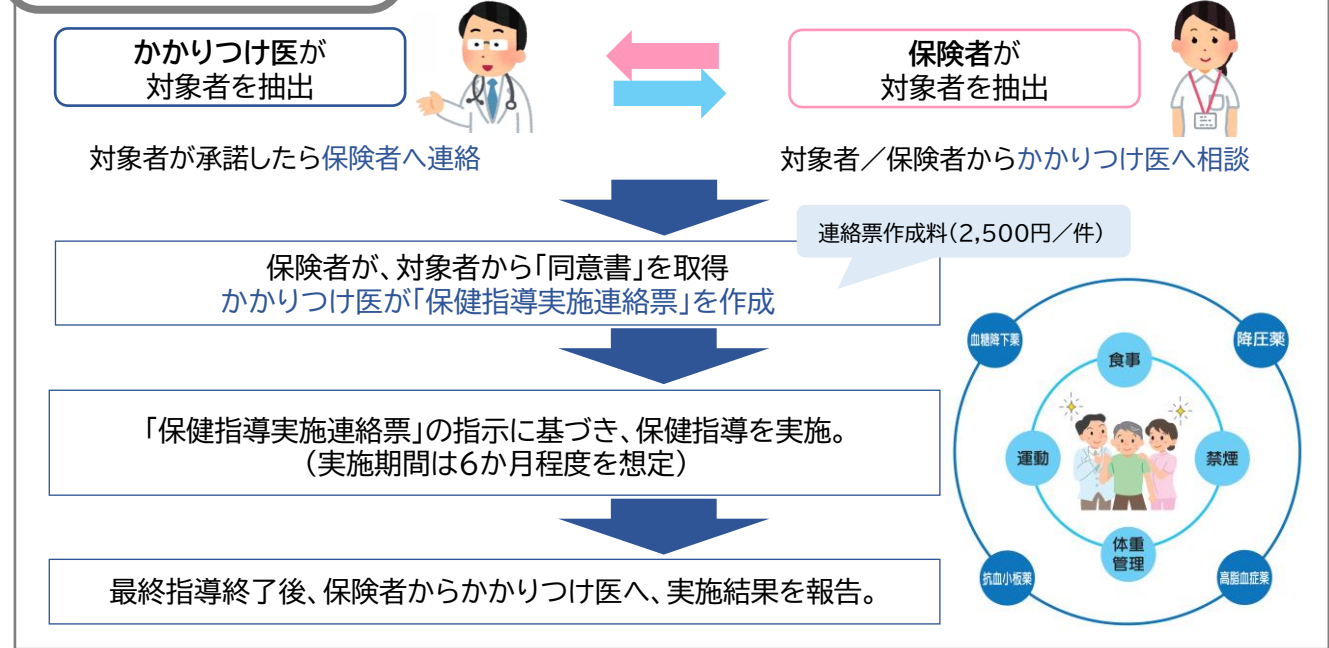 かかりつけ医が
対象者を抽出
保険者が
対象者を抽出
対象者が承諾したら保険者へ連絡
対象者／保険者からかかりつけ医へ相談
連絡票作成料(2,500円／件)
保険者が、対象者から「同意書」を取得
かかりつけ医が「保健指導実施連絡票」を作成
「保健指導実施連絡票」の指示に基づき、保健指導を実施。
(実施期間は6か月程度を想定)
最終指導終了後、保険者からかかりつけ医へ、実施結果を報告。
血糖降下薬
降圧薬
食事
運動
禁煙
体重
管理
抗血小板薬
高脂血症薬